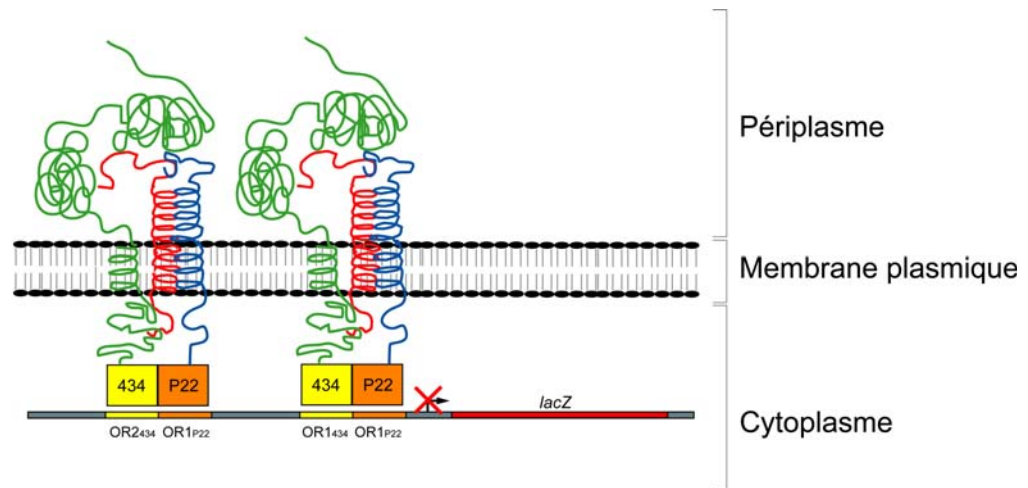 Périplasme
Membrane plasmique
434 P22 434 P22
lacZ
OR2434 OR1P22 OR1434 OR1P22
Cytoplasme